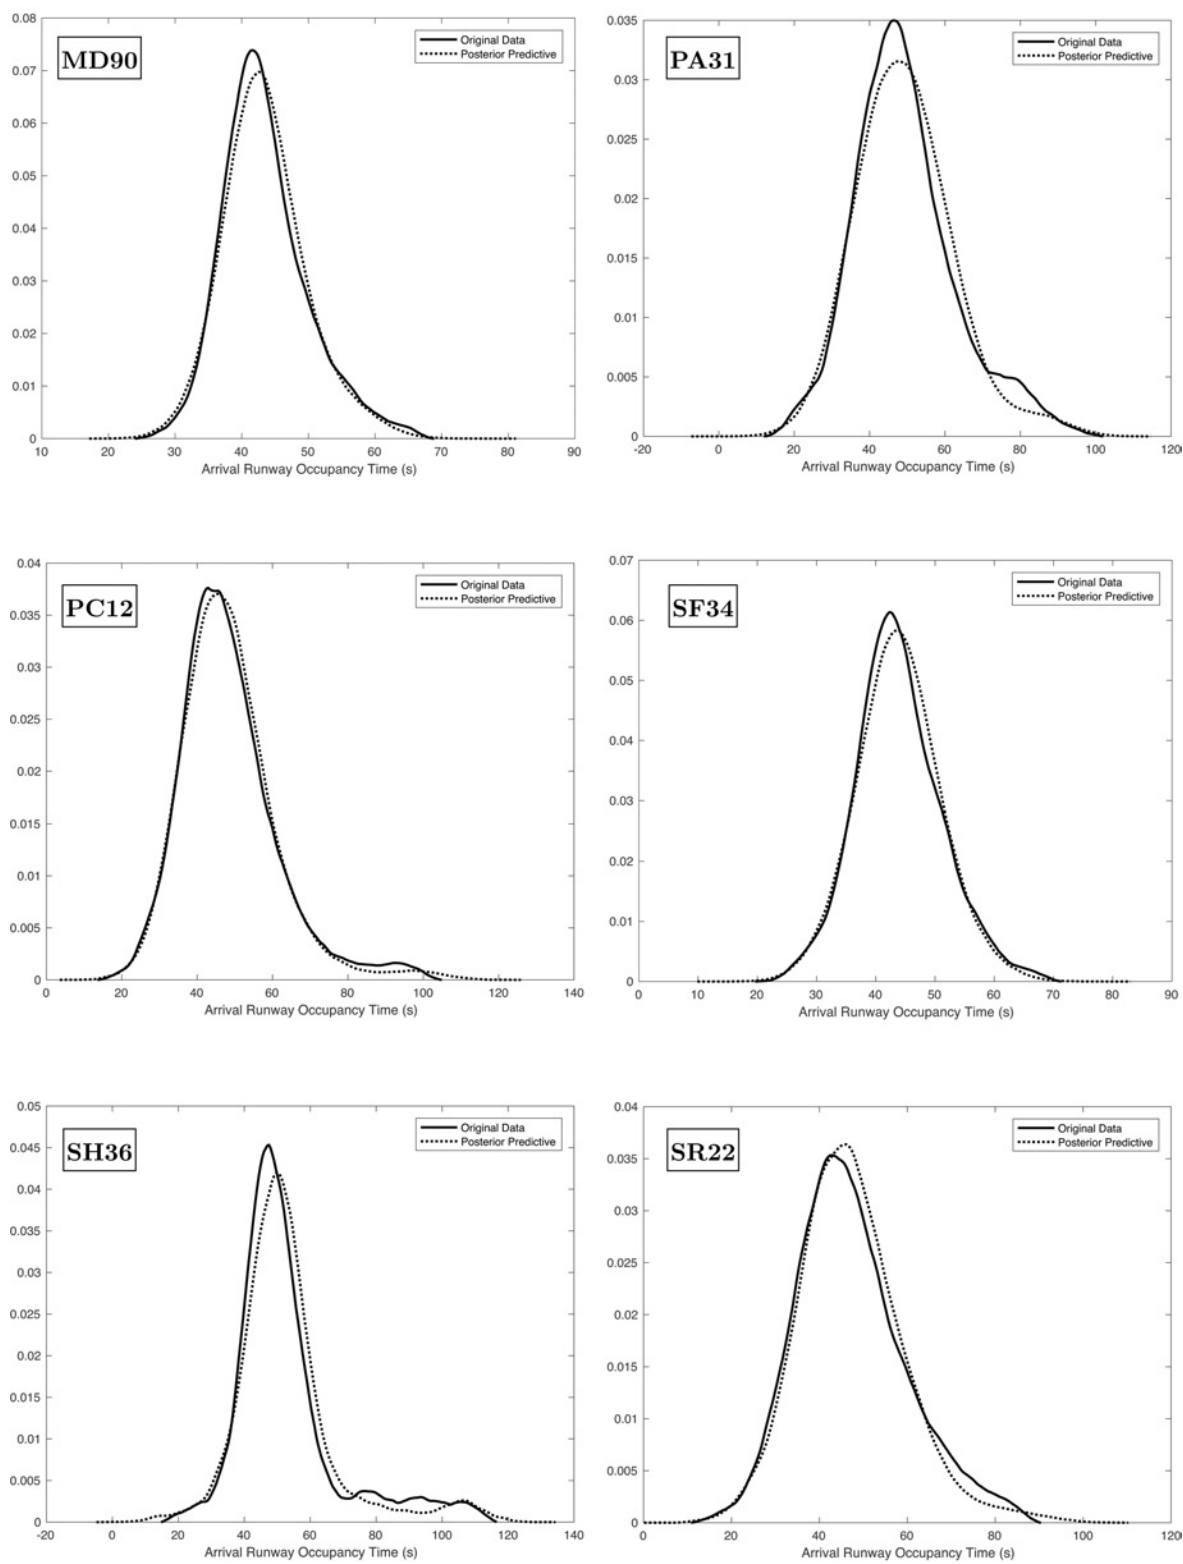 0.08
MD90
Original Data
Posterior Predictive
0.07
0.06
0.05
0.04
0.03
0.02
0.01
0
10 20 30 40 50 60 70 80 90
Arrival Runway Occupancy Time (s)
0.035
PA31
Original Data
Posterior Predictive
0.03
0.025
0.02
0.015
0.01
0.005
0
-20 0 20 40 60 80 100 120
Arrival Runway Occupancy Time (s)
0.04
PC12
Original Data
Posterior Predictive
0.035
0.03
0.025
0.02
0.015
0.01
0.005
0
0 20 40 60 80 100 120 140
Arrival Runway Occupancy Time (s)
0.07
SF34
Original Data
Posterior Predictive
0.06
0.05
0.04
0.03
0.02
0.01
0
0 10 20 30 40 50 60 70 80 90
Arrival Runway Occupancy Time (s)
0.05
SH36
Original Data
Posterior Predictive
0.045
0.04
0.035
0.03
0.025
0.02
0.015
0.01
0.005
0
-20 0 20 40 60 80 100 120 140
Arrival Runway Occupancy Time (s)
0.04
SR22
Original Data
Posterior Predictive
0.035
0.03
0.025
0.02
0.015
0.01
0.005
0
0 20 40 60 80 100 120
Arrival Runway Occupancy Time (s)